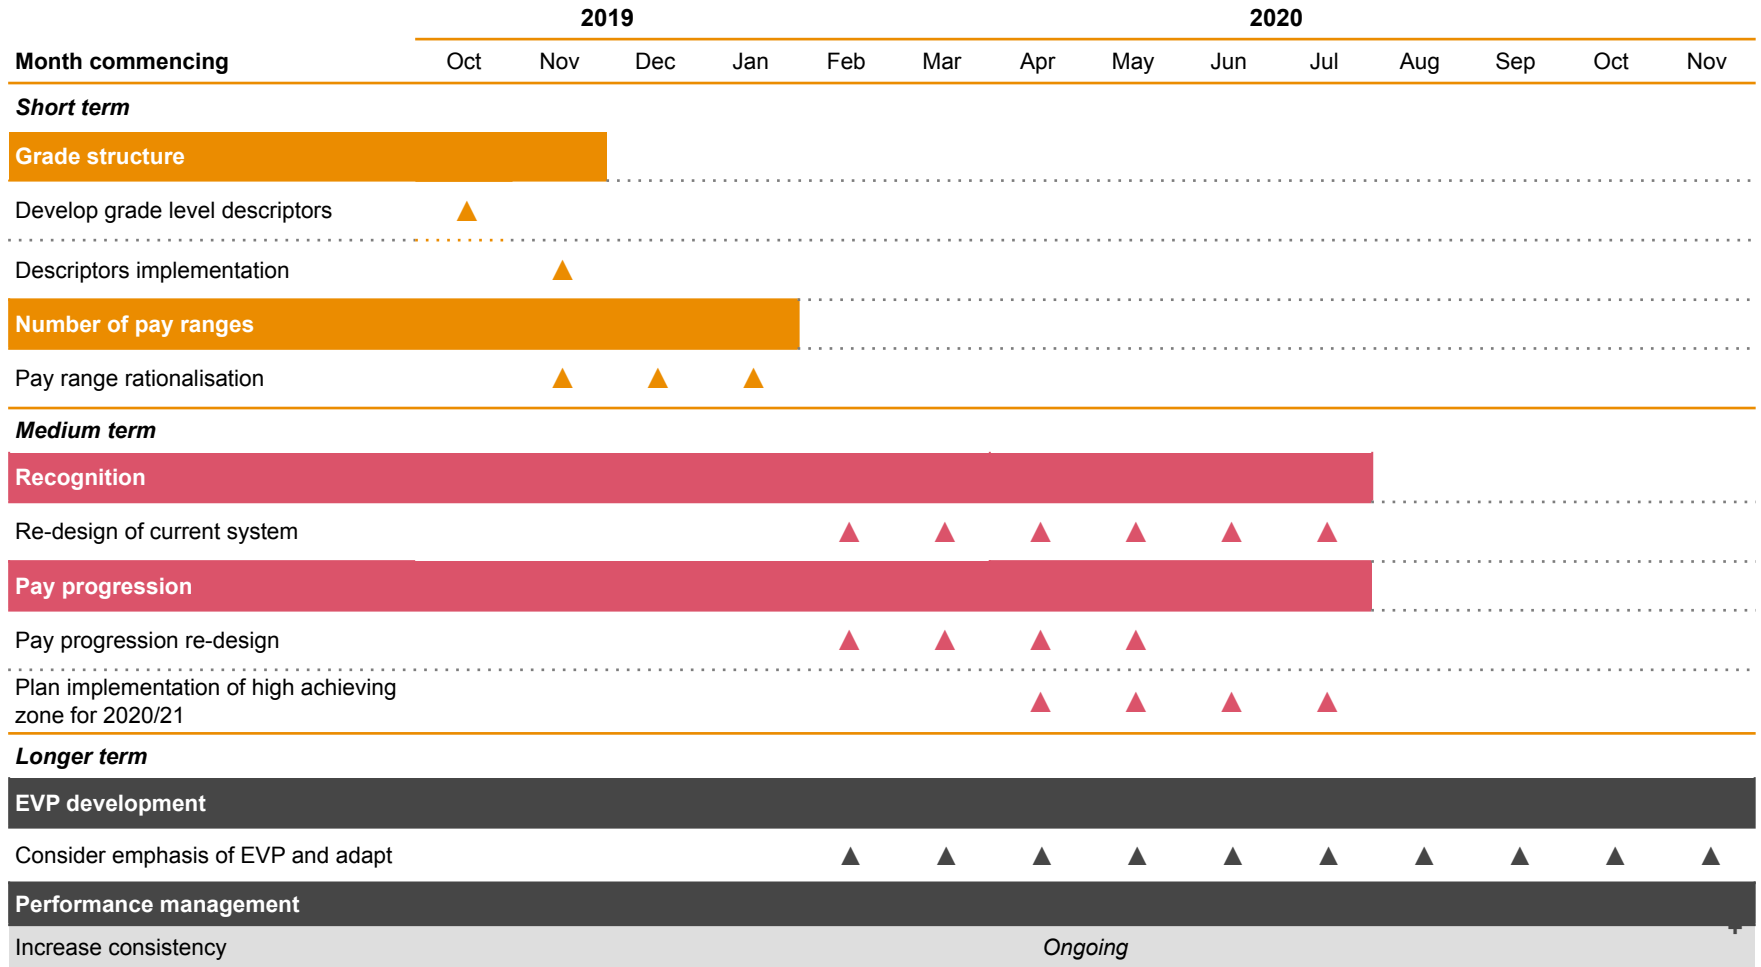 2019 2020
Month commencing Oct Nov Dec Jan Feb Mar Apr May Jun Jul Aug Sep Oct Nov
Short term
Grade structure
Develop grade level descriptors
Descriptors implementation
Number of pay ranges
Pay range rationalisation
Medium term
Recognition
Re-design of current system
Pay progression
Pay progression re-design
Plan implementation of high achieving
zone for 2020/21
Longer term
EVP development
Consider emphasis of EVP and adapt
Performance management
Increase consistency Ongoing